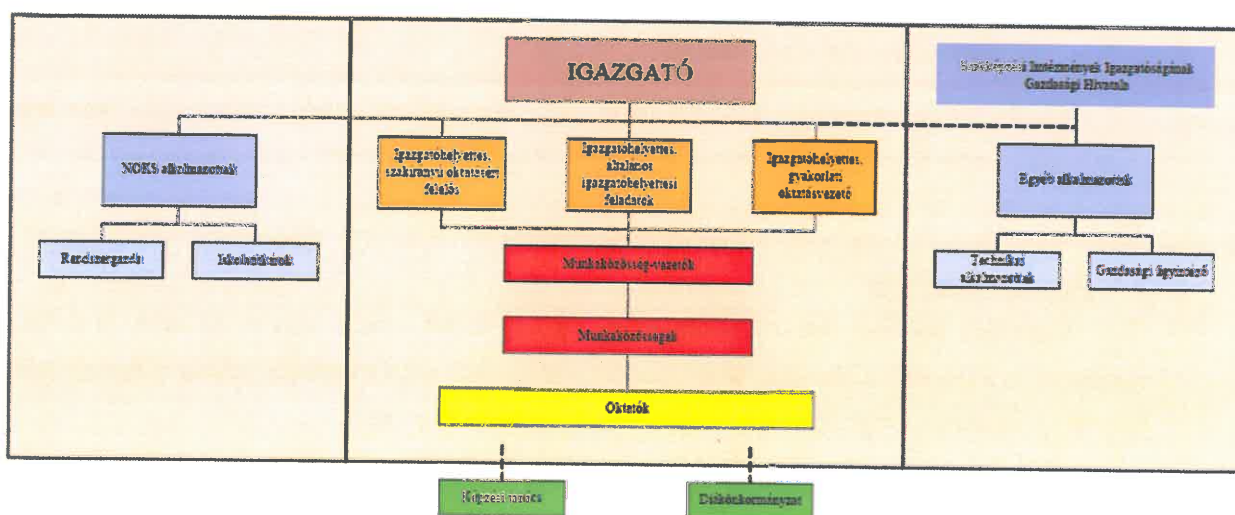 IGAZGATÓ
Szakképzési Intézmények Igazgatóságának
Gazdasági Hivatala
NOKS alkalmazottak
Igazgatóhelyettes,
szakirányú oktatásért
felelős
Igazgatóhelyettes,
általános
igazgatóhelyettesi
feladatok
Igazgatóhelyettes,
gyakorlati
oktatásvezető
Egyéb alkalmazottak
Rendszergazda
Iskolatitkárok
Munkaközösség-vezetők
Technikai
alkalmazottak
Gazdasági ügyintéző
Munkaközösségek
Oktatók
Képzési tanács
Diákönkormányzat